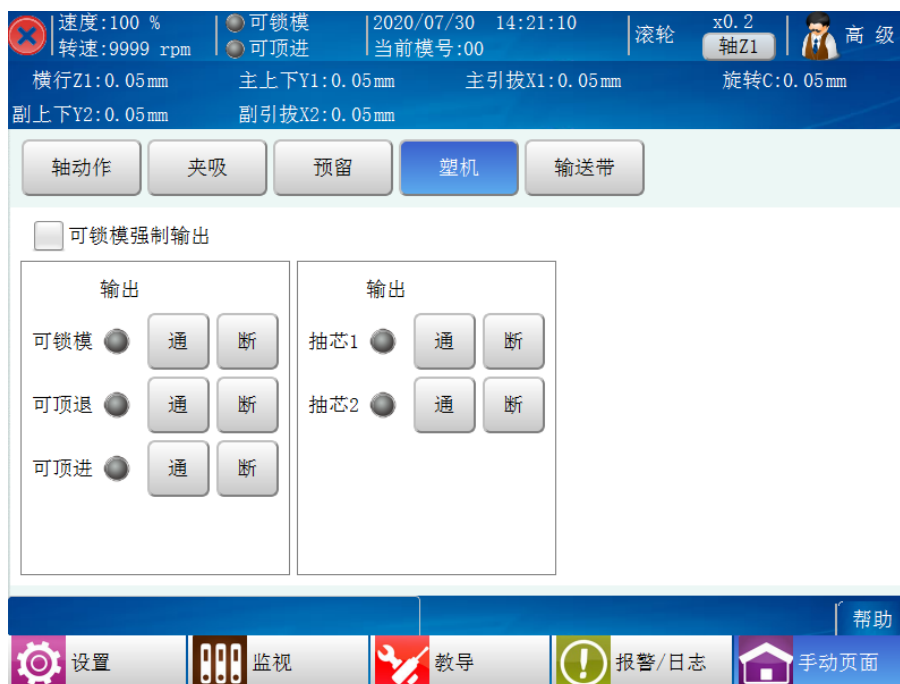 速度:100 % 可锁模 2020/07/30 14:21:10 滚轮 x0.2 高 级
转速:9999 rpm 可顶进 当前模号:00 轴Z1
横行Z1:0.05mm 主上下Y1:0.05mm 主引拔X1:0.05mm 旋转C:0.05mm
副上下Y2:0.05mm 副引拔X2:0.05mm
轴动作 夹吸 预留 塑机 输送带
可锁模强制输出
输出 输出
可锁模 通 断 抽芯1 通 断
可顶退 通 断 抽芯2 通 断
可顶进 通 断
帮助
设置 监视 教导 报警/日志 手动页面